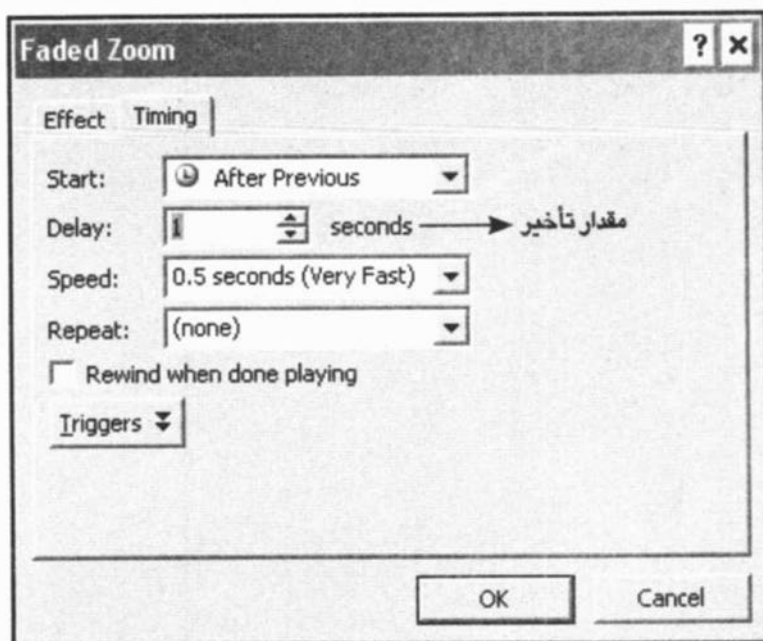 Faded Zoom
Effect Timing
Start: After Previous
Delay: 1 seconds مقدار تأخیر
Speed: 0.5 seconds (Very Fast)
Repeat: (none)
Rewind when done playing
Triggers
OK Cancel